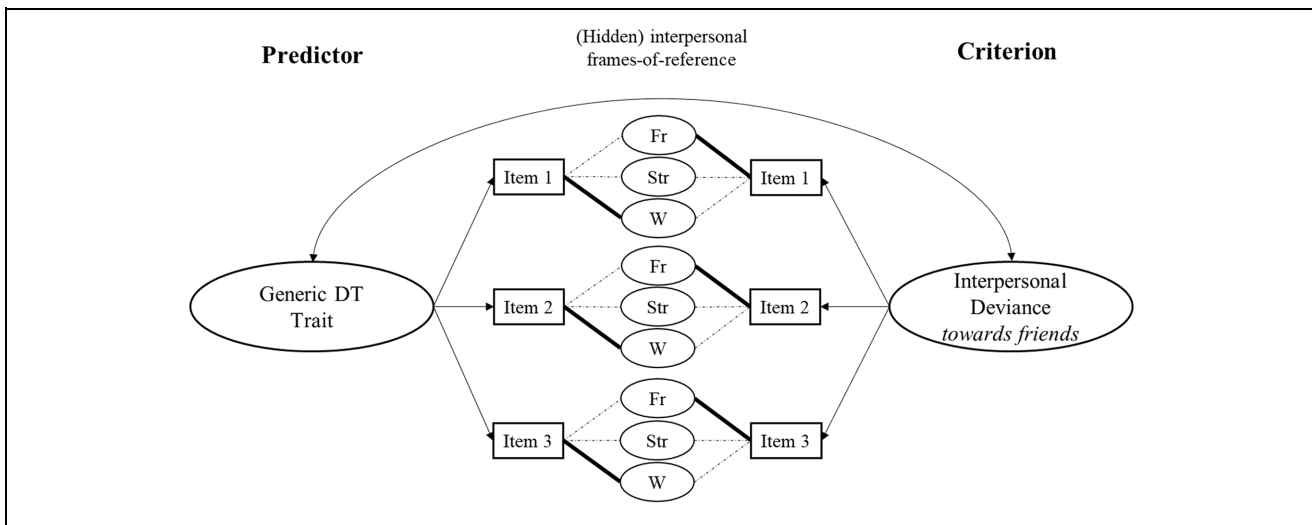 Predictor
(Hidden) interpersonal
frames-of-reference
Criterion
Fr
Item 1
Str
Item 1
W
Generic DT
Trait
Fr
Item 2
Str
Item 2
W
Interpersonal
Deviance
towards friends
Fr
Item 3
Str
Item 3
W